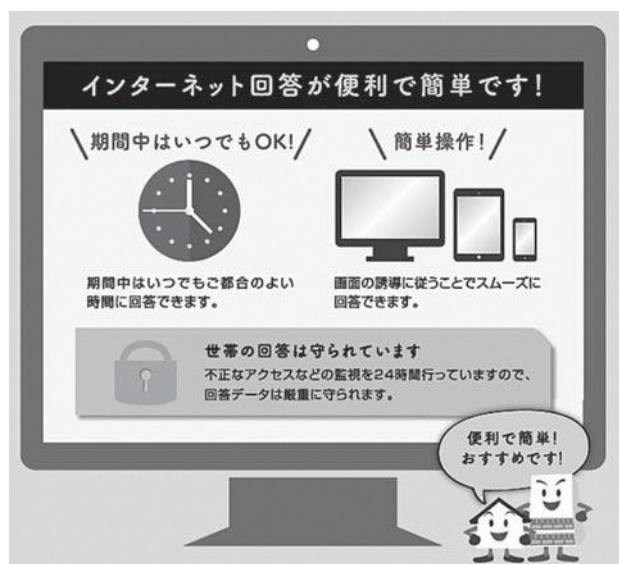 インターネット回答が便利で簡単です!
期間中はいつでもOK!
期間中はいつでもご都合のよい
時間に回答できます。
簡単操作!
画面の誘導に従うことでスムーズに
回答できます。
世帯の回答は守られています
不正なアクセスなどの監視を24時間行っていますので、
回答データは厳重に守られます。
便利で簡単!
おすすめです!